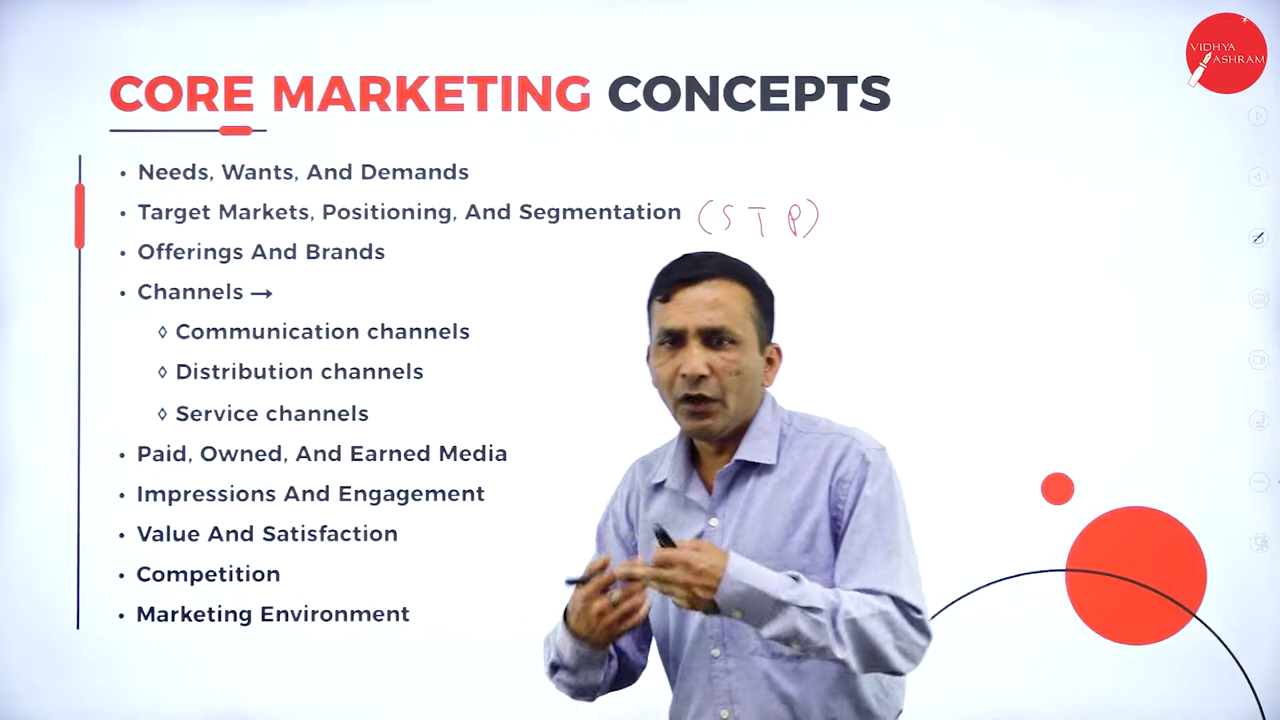 VIDHYA
ASHRAM
CORE MARKETING CONCEPTS
• Needs, Wants, And Demands
• Target Markets, Positioning, And Segmentation (S T P)
• Offerings And Brands
• Channels →
◊ Communication channels
◊ Distribution channels
◊ Service channels
• Paid, Owned, And Earned Media
• Impressions And Engagement
• Value And Satisfaction
• Competition
• Marketing Environment